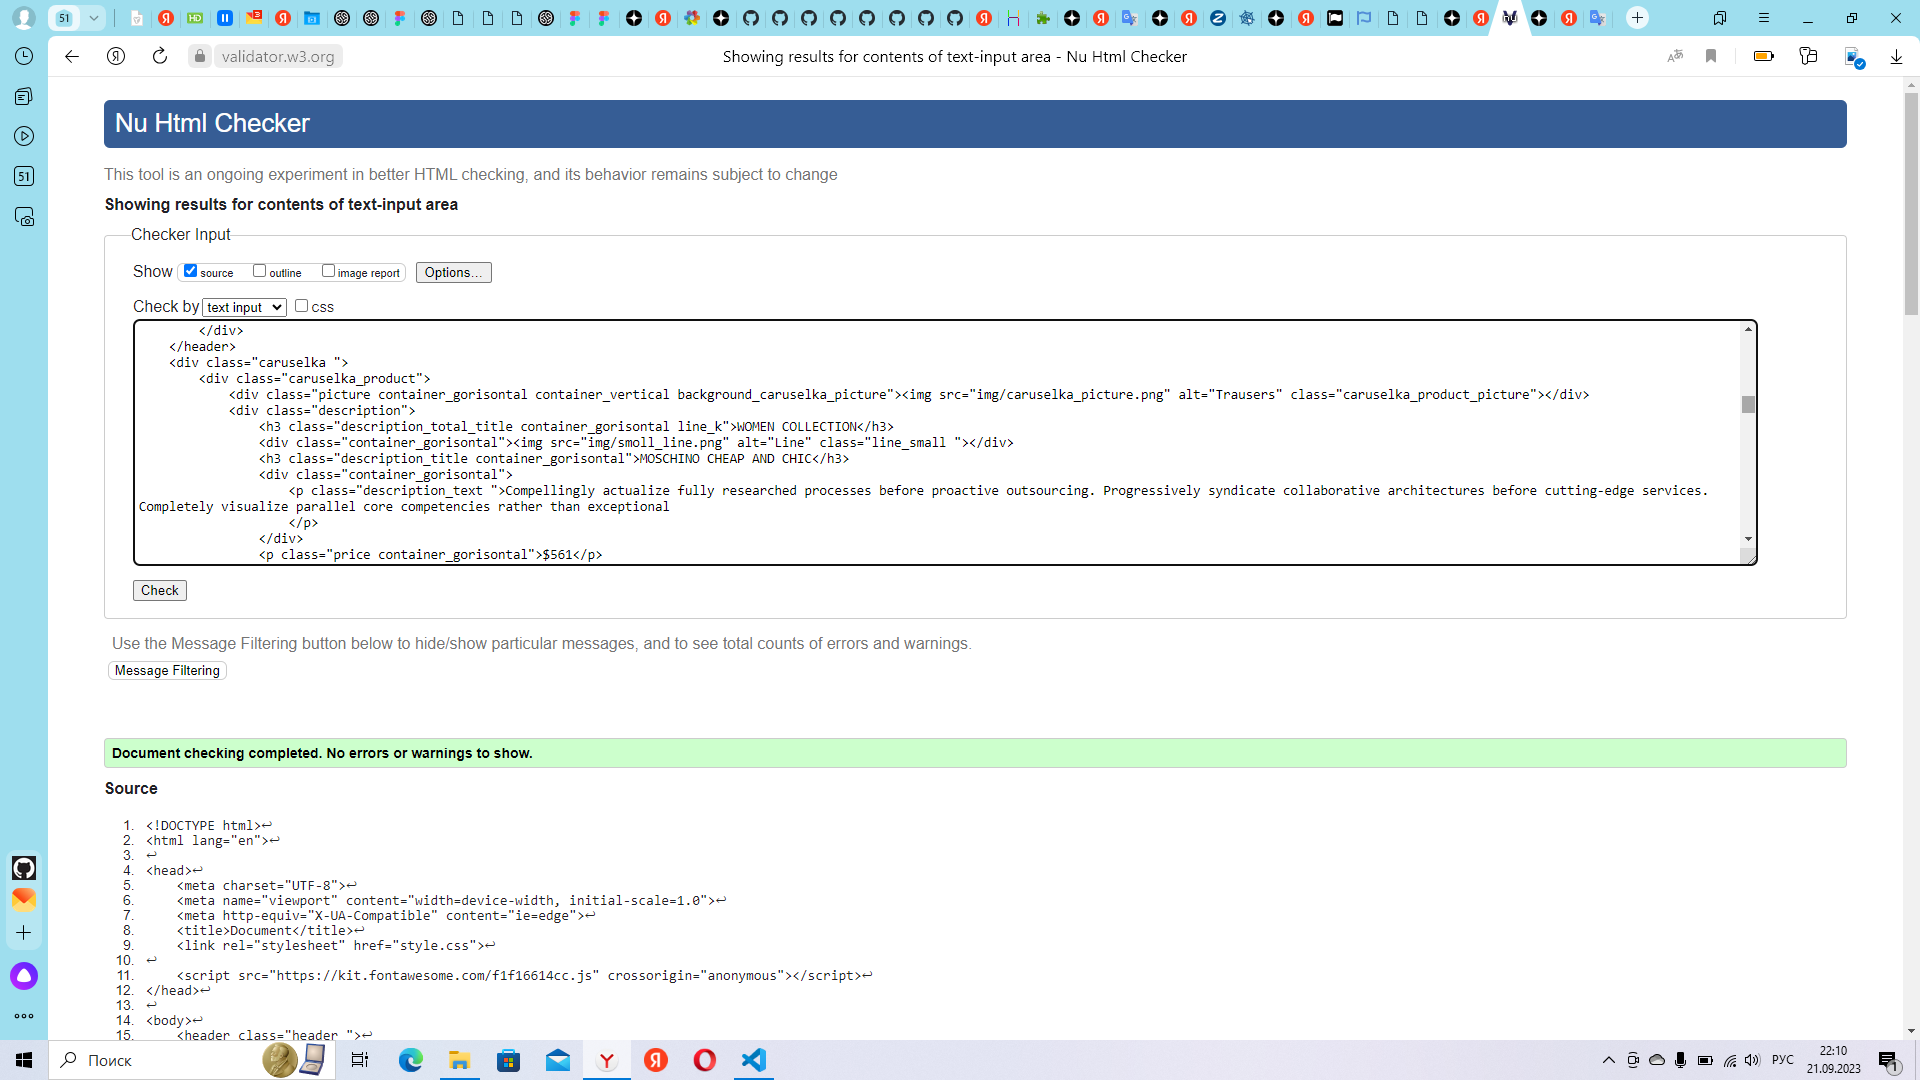 51
HD
3
validator.w3.org
Showing results for contents of text-input area - Nu Html Checker
51
Nu Html Checker
This tool is an ongoing experiment in better HTML checking, and its behavior remains subject to change
Showing results for contents of text-input area
Checker Input
Show source outline image report Options...
Check by text input css
</div>
</header>
<div class="caruselka ">
<div class="caruselka_product">
<div class="picture container_gorisontal container_vertical background_caruselka_picture"><img src="img/caruselka_picture.png" alt="Trausers" class="caruselka_product_picture"></div>
<div class="description">
<h3 class="description_total_title container_gorisontal line_k">WOMEN COLLECTION</h3>
<div class="container_gorisontal"><img src="img/smoll_line.png" alt="Line" class="line_small "></div>
<h3 class="description_title container_gorisontal">MOSCHINO CHEAP AND CHIC</h3>
<div class="container_gorisontal">
<p class="description_text ">Compellingly actualize fully researched processes before proactive outsourcing. Progressively syndicate collaborative architectures before cutting-edge services.
Completely visualize parallel core competencies rather than exceptional
</p>
</div>
<p class="price container_gorisontal">$561</p>
Check
Use the Message Filtering button below to hide/show particular messages, and to see total counts of errors and warnings.
Message Filtering
Document checking completed. No errors or warnings to show.
Source
1. <!DOCTYPE html>↩
2. <html lang="en">↩
3. ↩
4. <head>↩
5. <meta charset="UTF-8">↩
6. <meta name="viewport" content="width=device-width, initial-scale=1.0">↩
7. <meta http-equiv="X-UA-Compatible" content="ie=edge">↩
8. <title>Document</title>↩
9. <link rel="stylesheet" href="style.css">↩
10. ↩
11. <script src="https://kit.fontawesome.com/f1f16614cc.js" crossorigin="anonymous"></script>↩
12. </head>↩
13. ↩
14. <body>↩
15. <header class="header ">↩
Поиск
РУС
22:10
21.09.2023
1